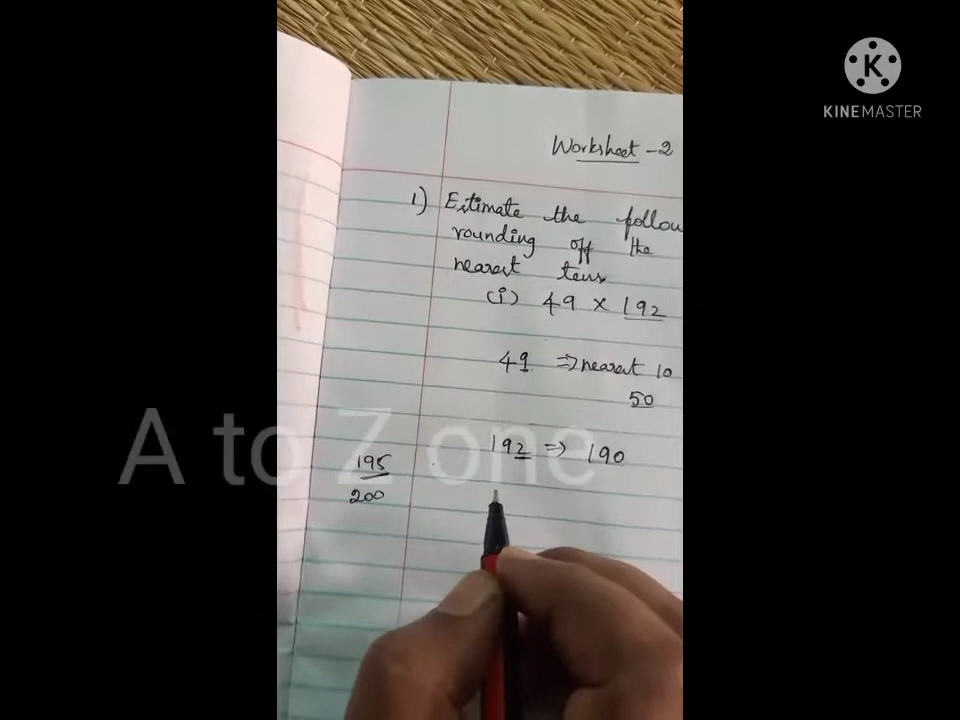 KINEMASTER
Worksheet - 2
1) Estimate the follow
rounding off the
nearest tens
(i) 49 × 192
49 ⇒ nearest 10
50
192 ⇒ 190
195
200
A to Z one